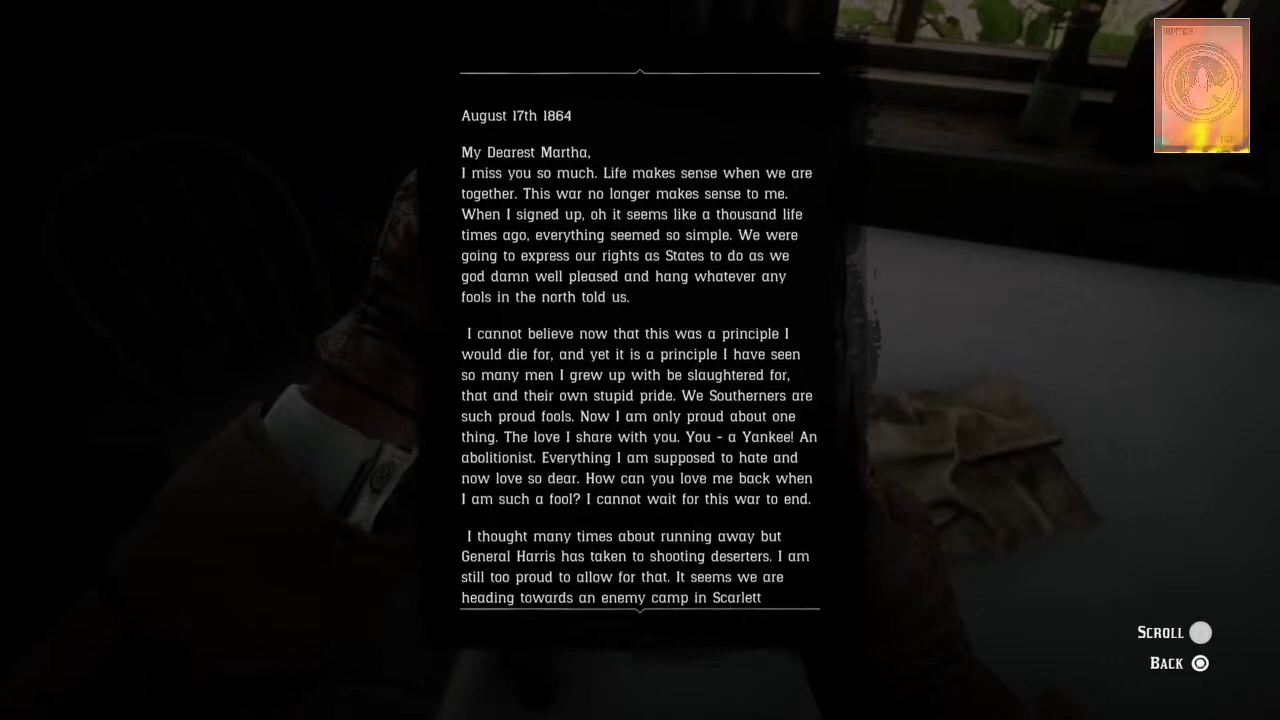 August 17th 1864
My Dearest Martha,
I miss you so much. Life makes sense when we are
together. This war no longer makes sense to me.
When I signed up, oh it seems like a thousand life
times ago, everything seemed so simple. We were
going to express our rights as States to do as we
god damn well pleased and hang whatever any
fools in the north told us.
I cannot believe now that this was a principle I
would die for, and yet it is a principle I have seen
so many men I grew up with be slaughtered for,
that and their own stupid pride. We Southerners are
such proud fools. Now I am only proud about one
thing. The love I share with you. You - a Yankee! An
abolitionist. Everything I am supposed to hate and
now love so dear. How can you love me back when
I am such a fool? I cannot wait for this war to end.
I thought many times about running away but
General Harris has taken to shooting deserters. I am
still too proud to allow for that. It seems we are
heading towards an enemy camp in Scarlett
SCROLL
BACK